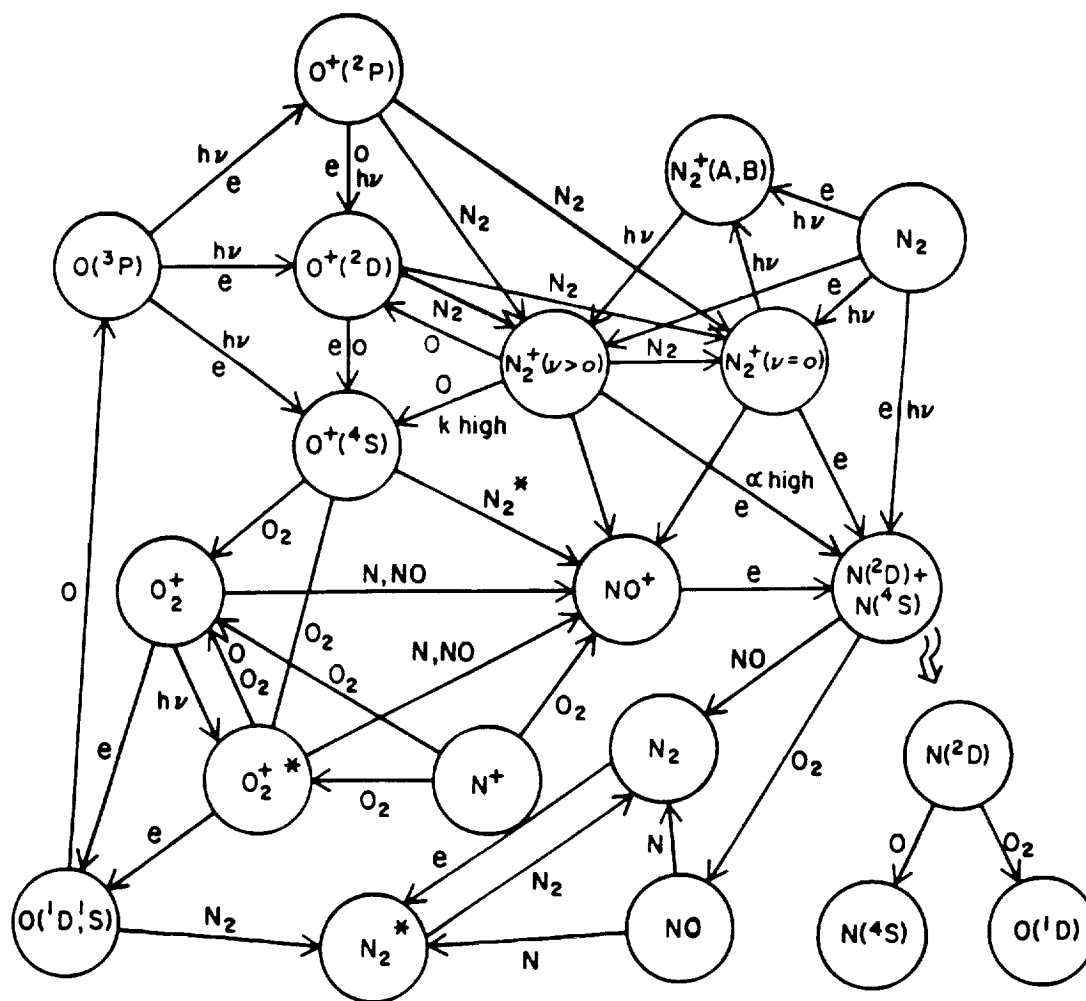 O⁺(²P)
hν
e
e O
hν
N₂
N₂
N₂⁺(A,B)
e
hν
N₂
O(³P)
hν
e
O⁺(²D)
N₂
N₂
hν
hν
e
hν
O
N₂⁺(ν>o)
N₂
N₂⁺(ν=o)
hν
e
e O
O
k high
e hν
O⁺(⁴S)
N₂*
α high
e
e
O₂
O
O₂⁺
N,NO
NO⁺
e
N(²D)+
N(⁴S)
O₂
O
O₂
O₂
N,NO
hν
O₂
NO
e
O₂⁺*
O₂
N⁺
N₂
O₂
N(²D)
e
e
N₂
N
O
O₂
O(¹D,¹S)
N₂
N₂*
N
NO
N(⁴S)
O(¹D)